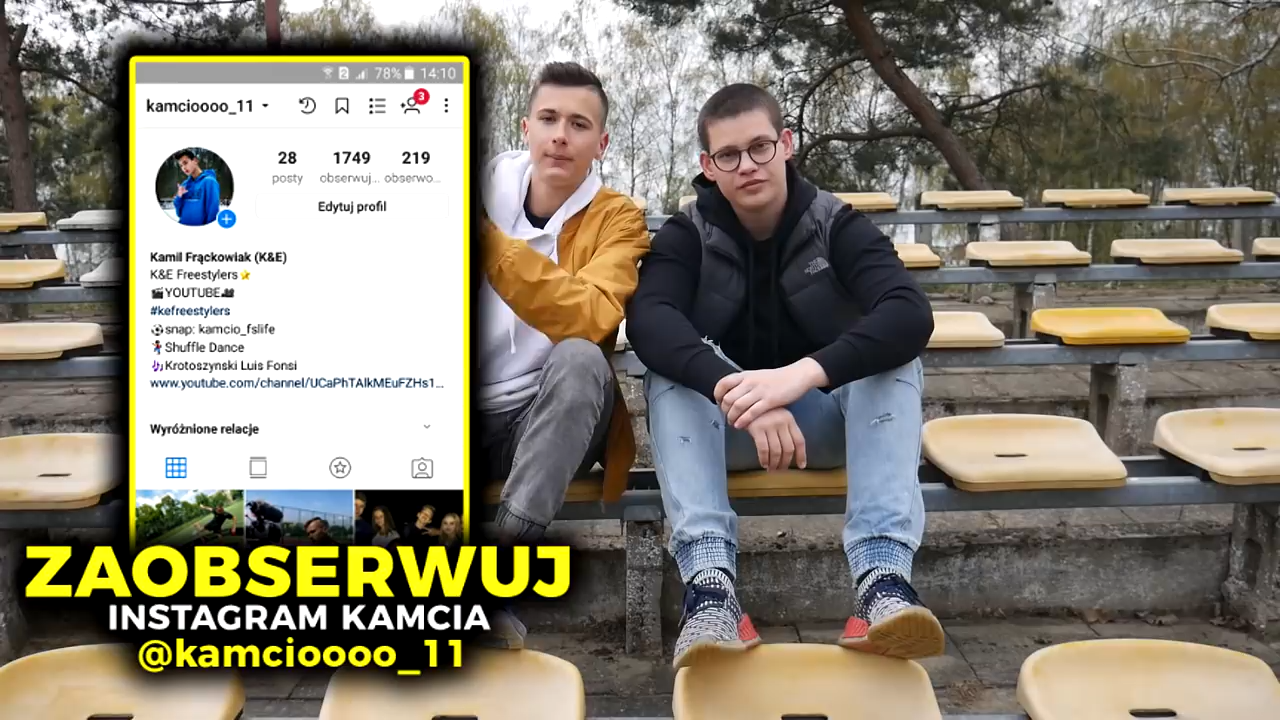 78% 14:10
kamcioooo_11
3
28 1749 219
posty obserwuj... obserwo...
Edytuj profil
Kamil Frąckowiak (K&E)
K&E Freestylers⭐
🎬YOUTUBE🎥
#kefreestylers
⚽snap: kamcio_fslife
🕺Shuffle Dance
🎶Krotoszynski Luis Fonsi
www.youtube.com/channel/UCaPhTAlkMEuFZHs1...
Wyróżnione relacje
ZAOBSERWUJ
INSTAGRAM KAMCIA
@kamcioooo_11
THE NORTH FACE